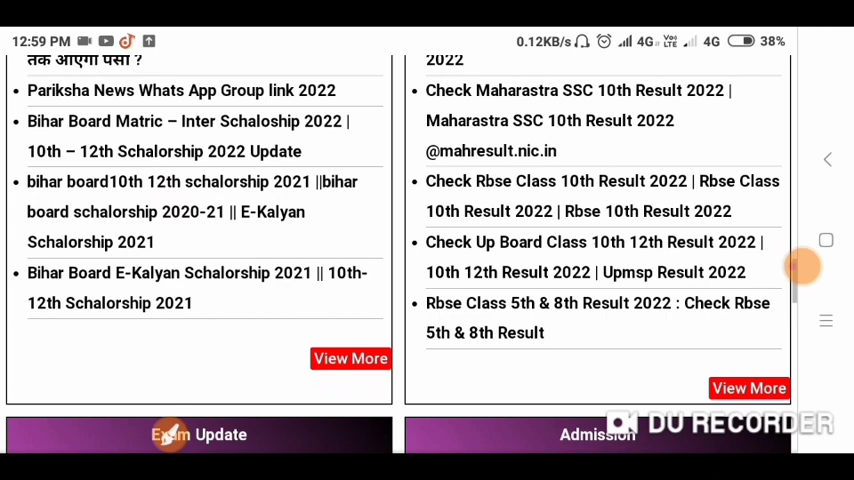 12:59 PM
0.12KB/s 4G VoLTE 4G 38%
तक आएगा पैसा ?
Pariksha News Whats App Group link 2022
Bihar Board Matric – Inter Schaloship 2022 |
10th – 12th Schalorship 2022 Update
bihar board10th 12th schalorship 2021 ||bihar
board schalorship 2020-21 || E-Kalyan
Schalorship 2021
Bihar Board E-Kalyan Schalorship 2021 || 10th-
12th Schalorship 2021
View More
2022
Check Maharastra SSC 10th Result 2022 |
Maharastra SSC 10th Result 2022
@mahresult.nic.in
Check Rbse Class 10th Result 2022 | Rbse Class
10th Result 2022 | Rbse 10th Result 2022
Check Up Board Class 10th 12th Result 2022 |
10th 12th Result 2022 | Upmsp Result 2022
Rbse Class 5th & 8th Result 2022 : Check Rbse
5th & 8th Result
View More
Exam Update
Admission
DU RECORDER